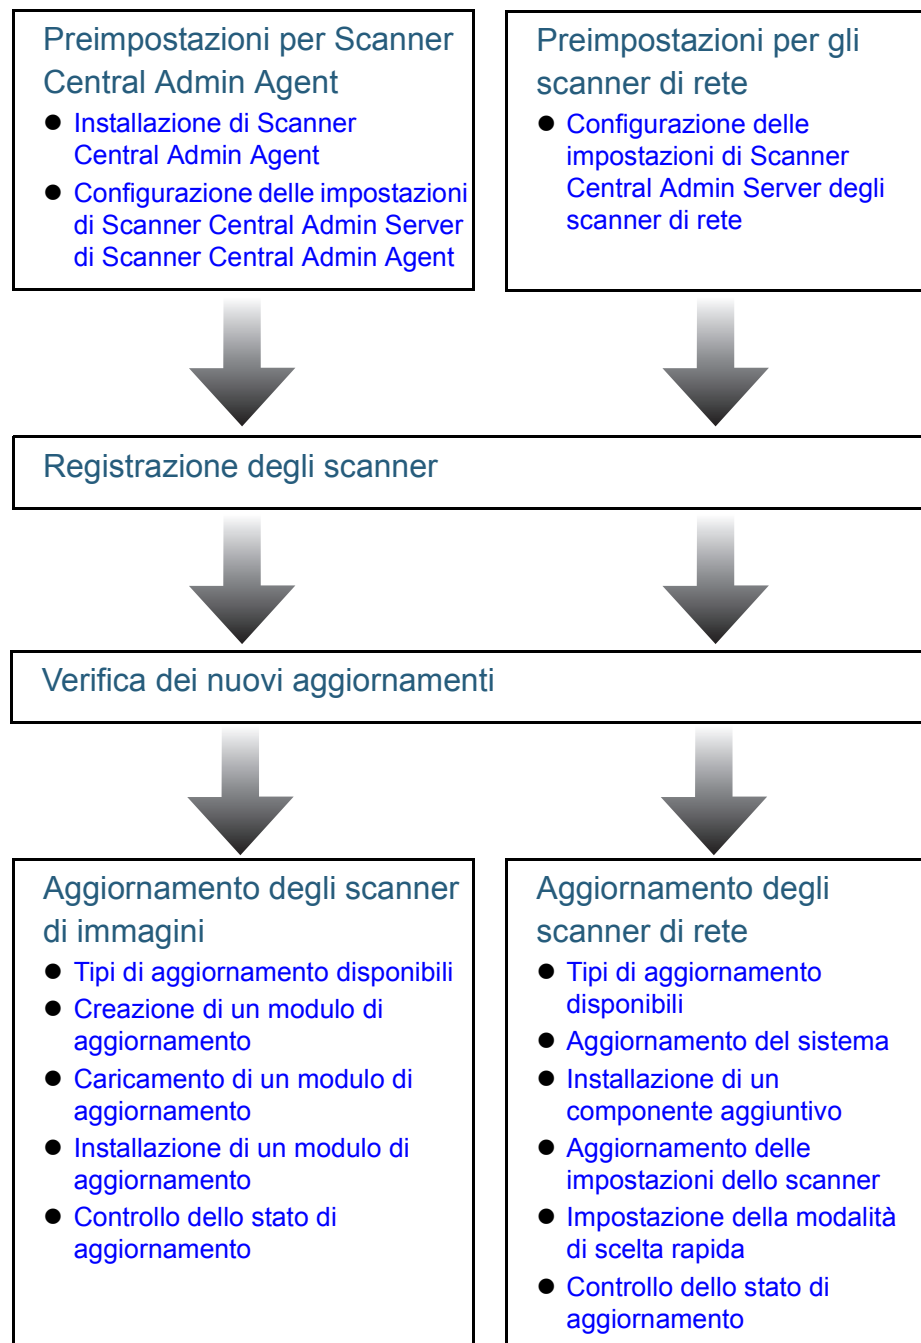 Preimpostazioni per Scanner
Central Admin Agent
● Installazione di Scanner
Central Admin Agent
● Configurazione delle impostazioni
di Scanner Central Admin Server
di Scanner Central Admin Agent
Preimpostazioni per gli
scanner di rete
● Configurazione delle
impostazioni di Scanner
Central Admin Server degli
scanner di rete
Registrazione degli scanner
Verifica dei nuovi aggiornamenti
Aggiornamento degli scanner
di immagini
● Tipi di aggiornamento disponibili
● Creazione di un modulo di
aggiornamento
● Caricamento di un modulo di
aggiornamento
● Installazione di un modulo di
aggiornamento
● Controllo dello stato di
aggiornamento
Aggiornamento degli
scanner di rete
● Tipi di aggiornamento
disponibili
● Aggiornamento del sistema
● Installazione di un
componente aggiuntivo
● Aggiornamento delle
impostazioni dello scanner
● Impostazione della modalità
di scelta rapida
● Controllo dello stato di
aggiornamento